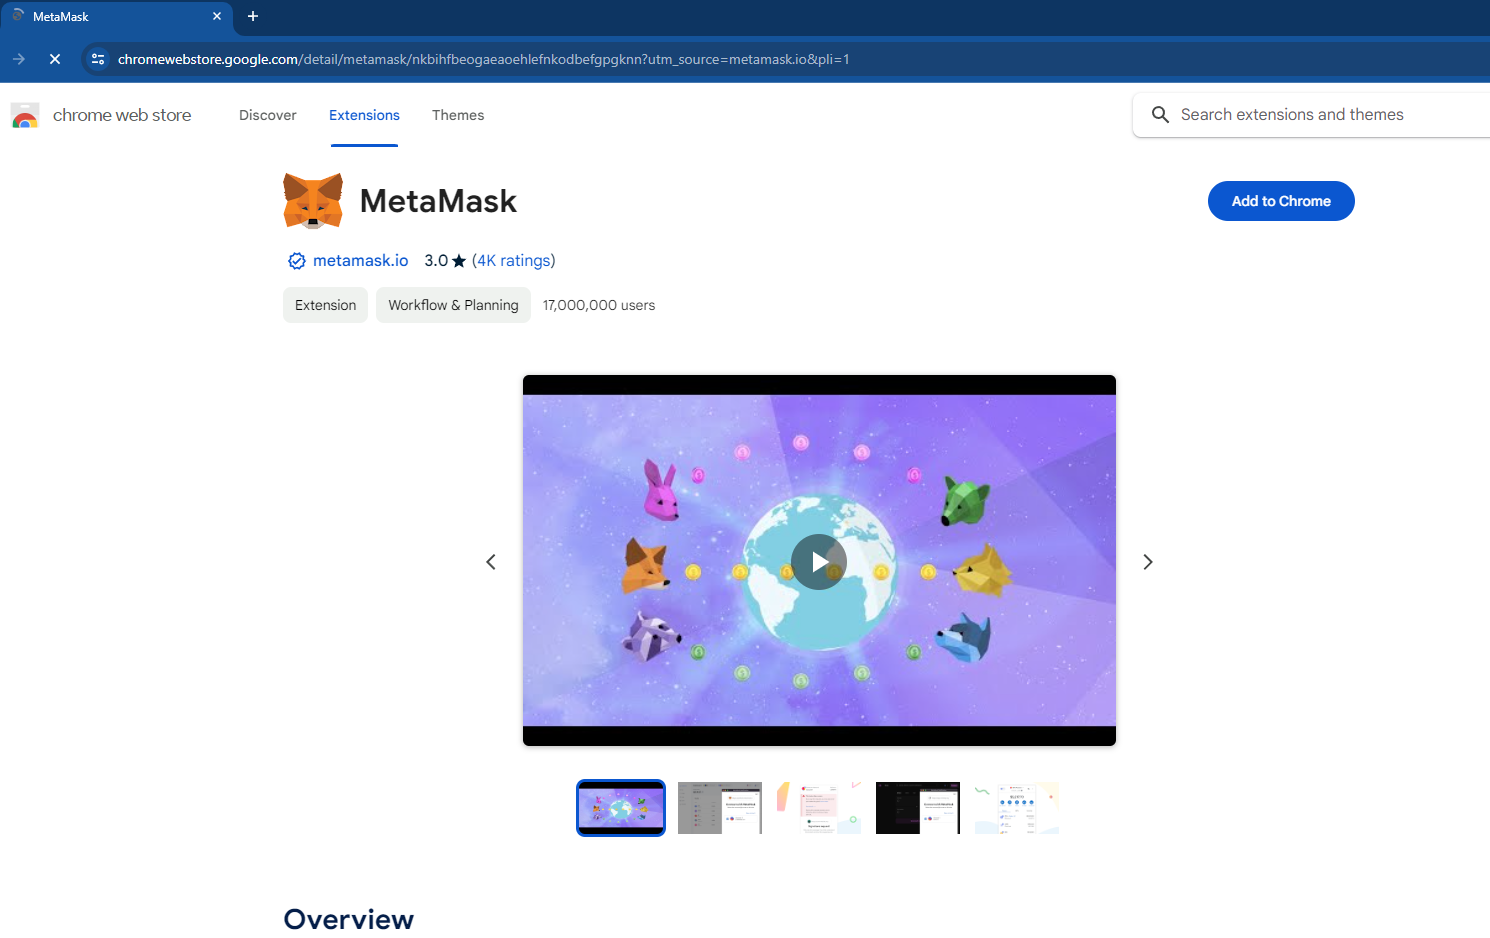 MetaMask
chromewebstore.google.com/detail/metamask/nkbihfbeogaeaoehlefnkodbefgpgknn?utm_source=metamask.io&pli=1
chrome web store
Discover
Extensions
Themes
Search extensions and themes
MetaMask
Add to Chrome
metamask.io 3.0★ (4K ratings)
Extension
Workflow & Planning
17,000,000 users
Overview